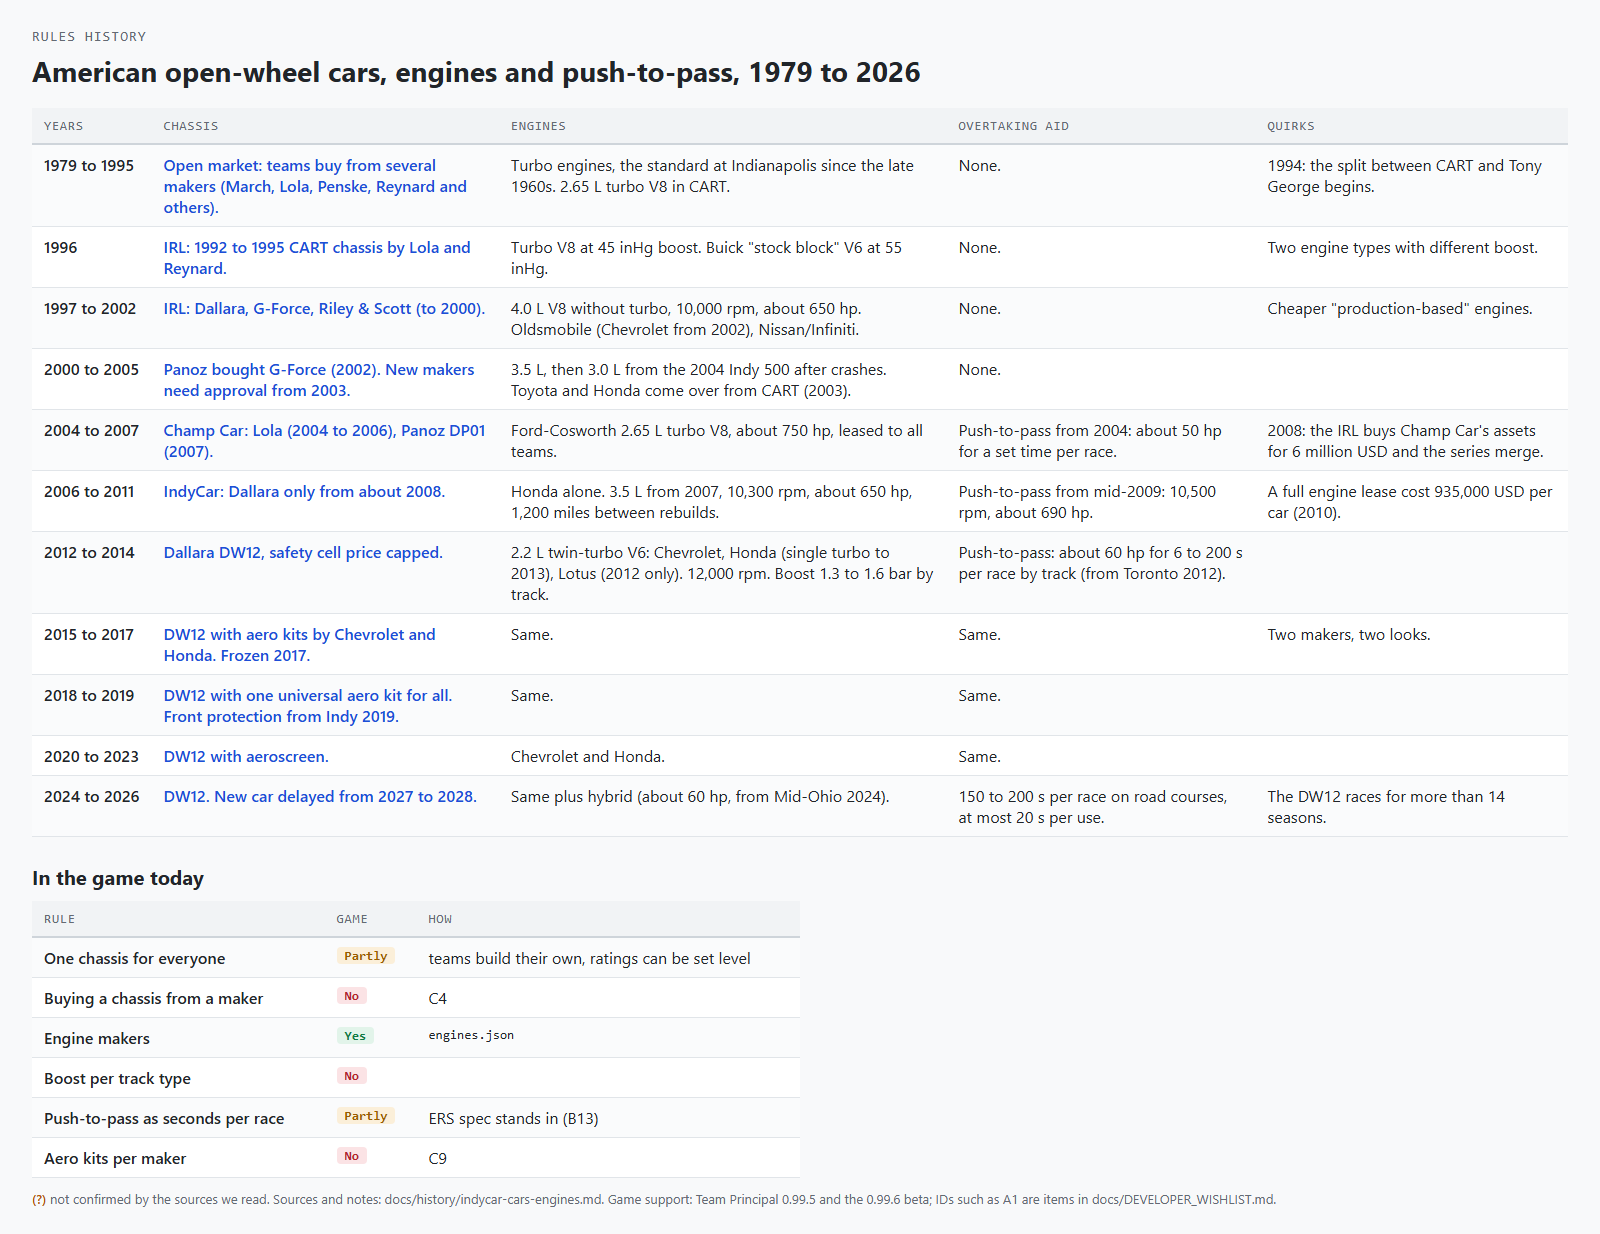 RULES HISTORY
American open-wheel cars, engines and push-to-pass, 1979 to 2026
YEARS CHASSIS ENGINES OVERTAKING AID QUIRKS
1979 to 1995 Open market: teams buy from several Turbo engines, the standard at Indianapolis since the late None. 1994: the split between CART and Tony
makers (March, Lola, Penske, Reynard and 1960s. 2.65 L turbo V8 in CART. George begins.
others).
1996 IRL: 1992 to 1995 CART chassis by Lola and Turbo V8 at 45 inHg boost. Buick "stock block" V6 at 55 None. Two engine types with different boost.
Reynard. inHg.
1997 to 2002 IRL: Dallara, G-Force, Riley & Scott (to 2000). 4.0 L V8 without turbo, 10,000 rpm, about 650 hp. None. Cheaper "production-based" engines.
Oldsmobile (Chevrolet from 2002), Nissan/Infiniti.
2000 to 2005 Panoz bought G-Force (2002). New makers 3.5 L, then 3.0 L from the 2004 Indy 500 after crashes. None.
need approval from 2003. Toyota and Honda come over from CART (2003).
2004 to 2007 Champ Car: Lola (2004 to 2006), Panoz DP01 Ford-Cosworth 2.65 L turbo V8, about 750 hp, leased to all Push-to-pass from 2004: about 50 hp 2008: the IRL buys Champ Car's assets
(2007). teams. for a set time per race. for 6 million USD and the series merge.
2006 to 2011 IndyCar: Dallara only from about 2008. Honda alone. 3.5 L from 2007, 10,300 rpm, about 650 hp, Push-to-pass from mid-2009: 10,500 A full engine lease cost 935,000 USD per
1,200 miles between rebuilds. rpm, about 690 hp. car (2010).
2012 to 2014 Dallara DW12, safety cell price capped. 2.2 L twin-turbo V6: Chevrolet, Honda (single turbo to Push-to-pass: about 60 hp for 6 to 200 s
2013), Lotus (2012 only). 12,000 rpm. Boost 1.3 to 1.6 bar by per race by track (from Toronto 2012).
track.
2015 to 2017 DW12 with aero kits by Chevrolet and Same. Same. Two makers, two looks.
Honda. Frozen 2017.
2018 to 2019 DW12 with one universal aero kit for all. Same. Same.
Front protection from Indy 2019.
2020 to 2023 DW12 with aeroscreen. Chevrolet and Honda. Same.
2024 to 2026 DW12. New car delayed from 2027 to 2028. Same plus hybrid (about 60 hp, from Mid-Ohio 2024). 150 to 200 s per race on road courses, The DW12 races for more than 14
at most 20 s per use. seasons.
In the game today
RULE GAME HOW
One chassis for everyone Partly teams build their own, ratings can be set level
Buying a chassis from a maker No C4
Engine makers Yes engines.json
Boost per track type No
Push-to-pass as seconds per race Partly ERS spec stands in (B13)
Aero kits per maker No C9
(?) not confirmed by the sources we read. Sources and notes: docs/history/indycar-cars-engines.md. Game support: Team Principal 0.99.5 and the 0.99.6 beta; IDs such as A1 are items in docs/DEVELOPER_WISHLIST.md.